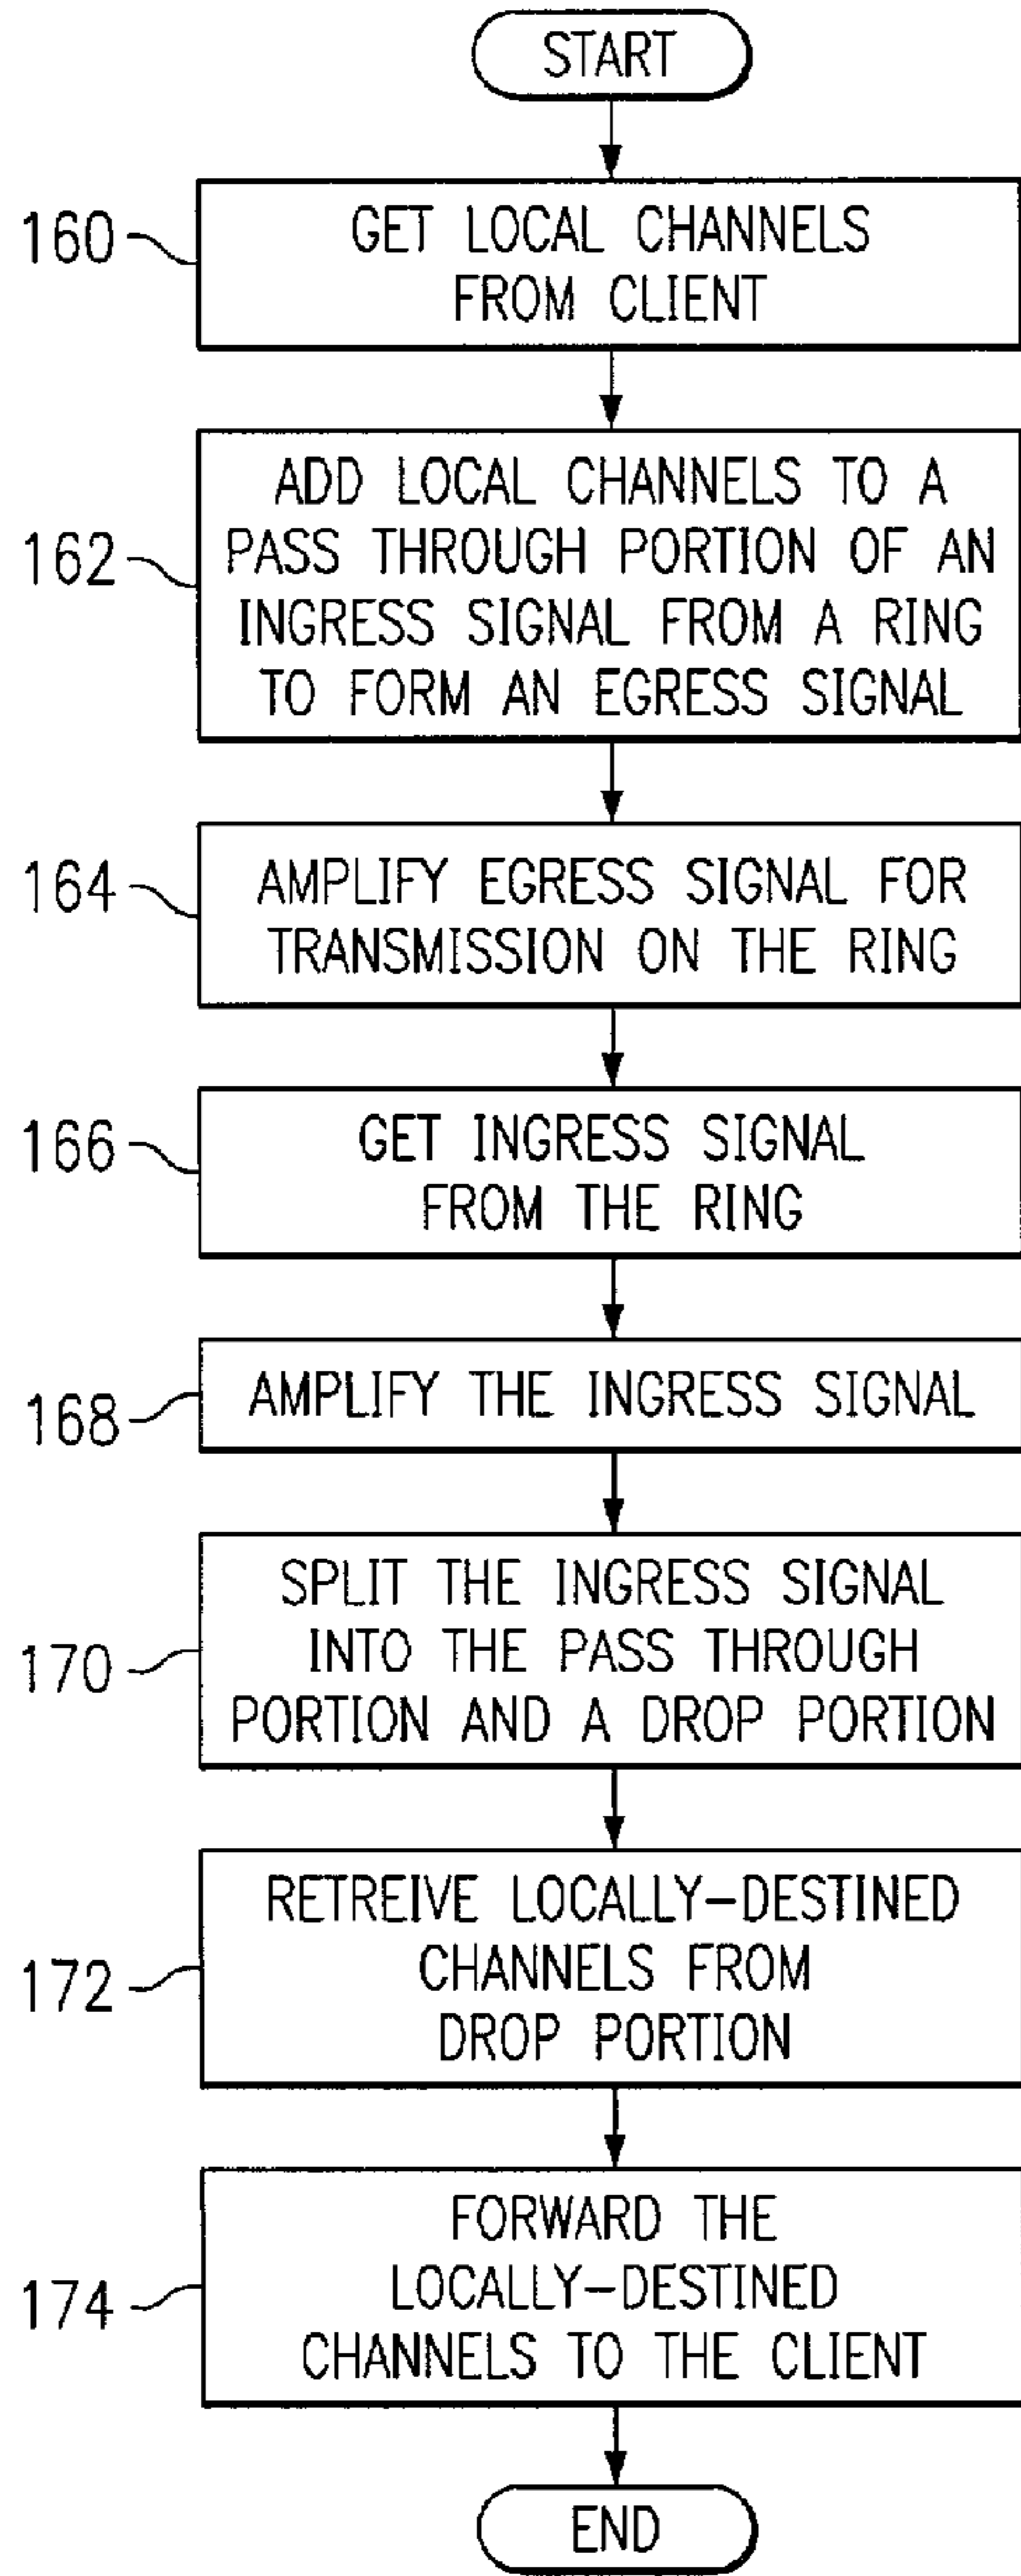 START
160
GET LOCAL CHANNELS
FROM CLIENT
162
ADD LOCAL CHANNELS TO A
PASS THROUGH PORTION OF AN
INGRESS SIGNAL FROM A RING
TO FORM AN EGRESS SIGNAL
164
AMPLIFY EGRESS SIGNAL FOR
TRANSMISSION ON THE RING
166
GET INGRESS SIGNAL
FROM THE RING
168
AMPLIFY THE INGRESS SIGNAL
170
SPLIT THE INGRESS SIGNAL
INTO THE PASS THROUGH
PORTION AND A DROP PORTION
172
RETREIVE LOCALLY-DESTINED
CHANNELS FROM
DROP PORTION
174
FORWARD THE
LOCALLY-DESTINED
CHANNELS TO THE CLIENT
END